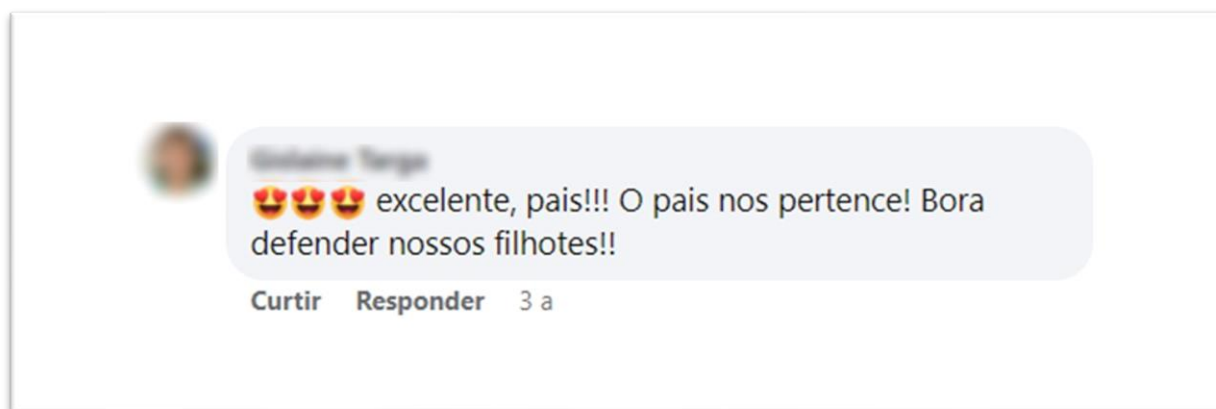 😍😍😍 excelente, pais!!! O pais nos pertence! Bora
defender nossos filhotes!!
Curtir Responder 3 a